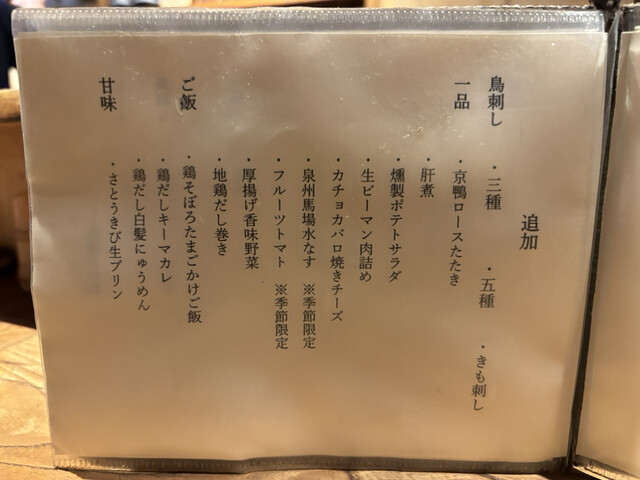 追加
鳥刺し ・三種 ・五種 ・きも刺し
一品 ・京鴨ロースたたき
・肝煮
・燻製ポテトサラダ
・生ピーマン肉詰め
・カチョカバロ焼きチーズ
・泉州馬場水なす ※季節限定
・フルーツトマト ※季節限定
・厚揚げ香味野菜
・地鶏だし巻き
ご飯 ・鶏そぼろたまごかけご飯
・鶏だしキーマカレー
・鶏だし白髪にゅうめん
甘味 ・さとうきび生プリン